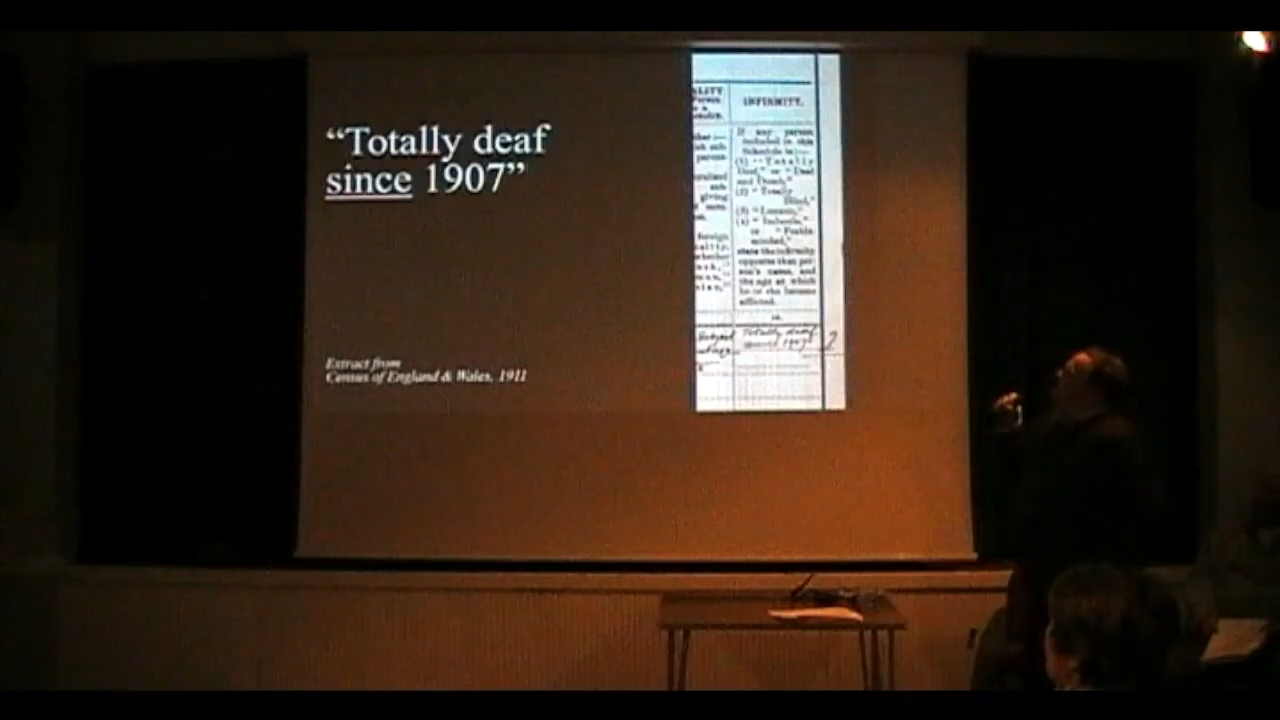 “Totally deaf
since 1907”
Extract from
Census of England & Wales, 1911
INFIRMITY.
If any person
included in this
Schedule is:—
(1) “Totally
Deaf,” or “Deaf
and Dumb,”
(2) “Totally
Blind,”
(3) “Lunatic,”
(4) “Imbecile,”
or “Feeble-
minded,”
state the infirmity
opposite that per-
son's name, and
the age at which
he or she became
afflicted.
Totally deaf
since 1907